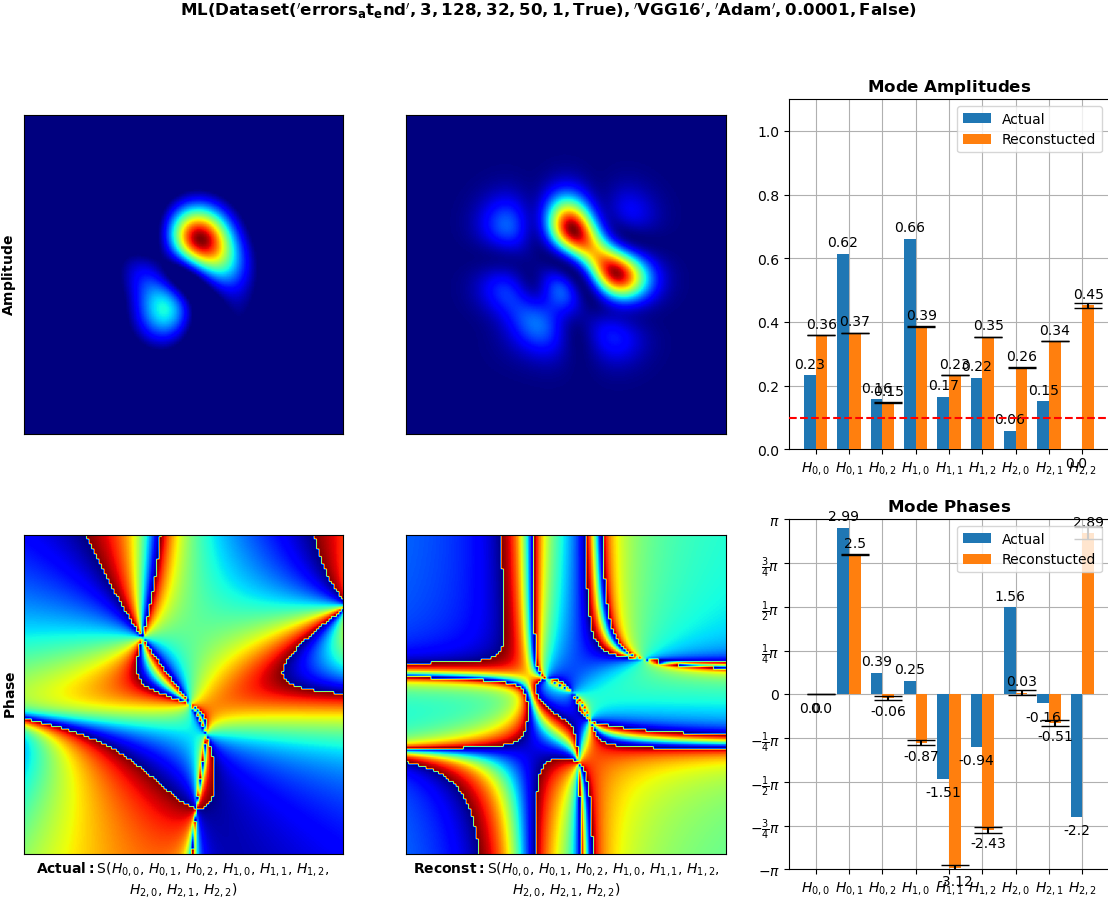 ML(Dataset('errors_at_end', 3, 128, 32, 50, 1, True), 'VGG16', 'Adam', 0.0001, False)
Amplitude
Mode Amplitudes
Actual
Reconstucted
1.0
0.8
0.6
0.4
0.2
0.0
0.23
0.36
0.62
0.37
0.16
0.15
0.66
0.39
0.17
0.23
0.22
0.35
0.06
0.26
0.15
0.34
0.0
0.45
H0,0 H0,1 H0,2 H1,0 H1,1 H1,2 H2,0 H2,1 H2,2
Phase
Actual: S(H0,0, H0,1, H0,2, H1,0, H1,1, H1,2,
H2,0, H2,1, H2,2)
Reconst: S(H0,0, H0,1, H0,2, H1,0, H1,1, H1,2,
H2,0, H2,1, H2,2)
Mode Phases
Actual
Reconstucted
π
3/4π
1/2π
1/4π
0
−1/4π
−1/2π
−3/4π
−π
0.0
0.0
2.99
2.5
0.39
-0.06
0.25
-0.87
-1.51
-3.12
-0.94
-2.43
1.56
0.03
-0.16
-0.51
-2.2
2.89
H0,0 H0,1 H0,2 H1,0 H1,1 H1,2 H2,0 H2,1 H2,2